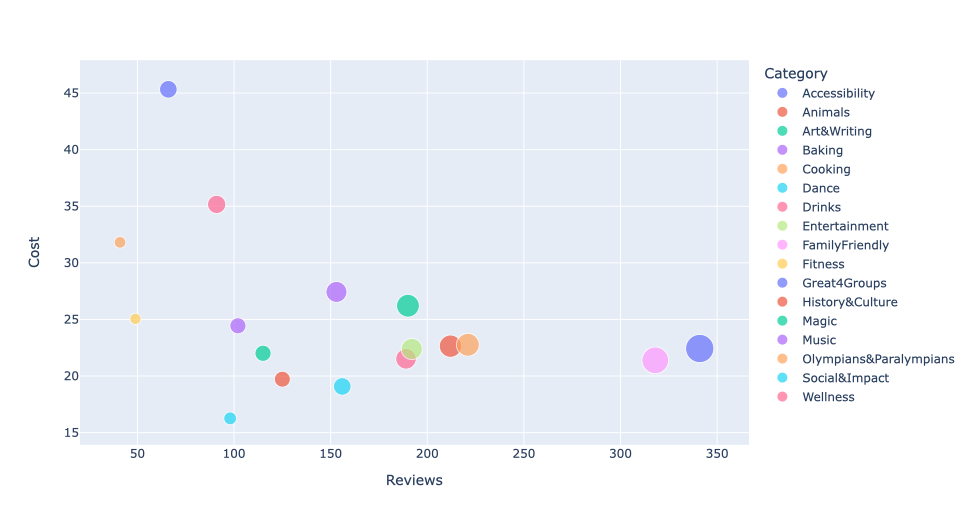 Category
Accessibility
Animals
Art&Writing
Baking
Cooking
Dance
Drinks
Entertainment
FamilyFriendly
Fitness
Great4Groups
History&Culture
Magic
Music
Olympians&Paralympians
Social&Impact
Wellness
45
40
35
30
25
20
15
Cost
50 100 150 200 250 300 350
Reviews